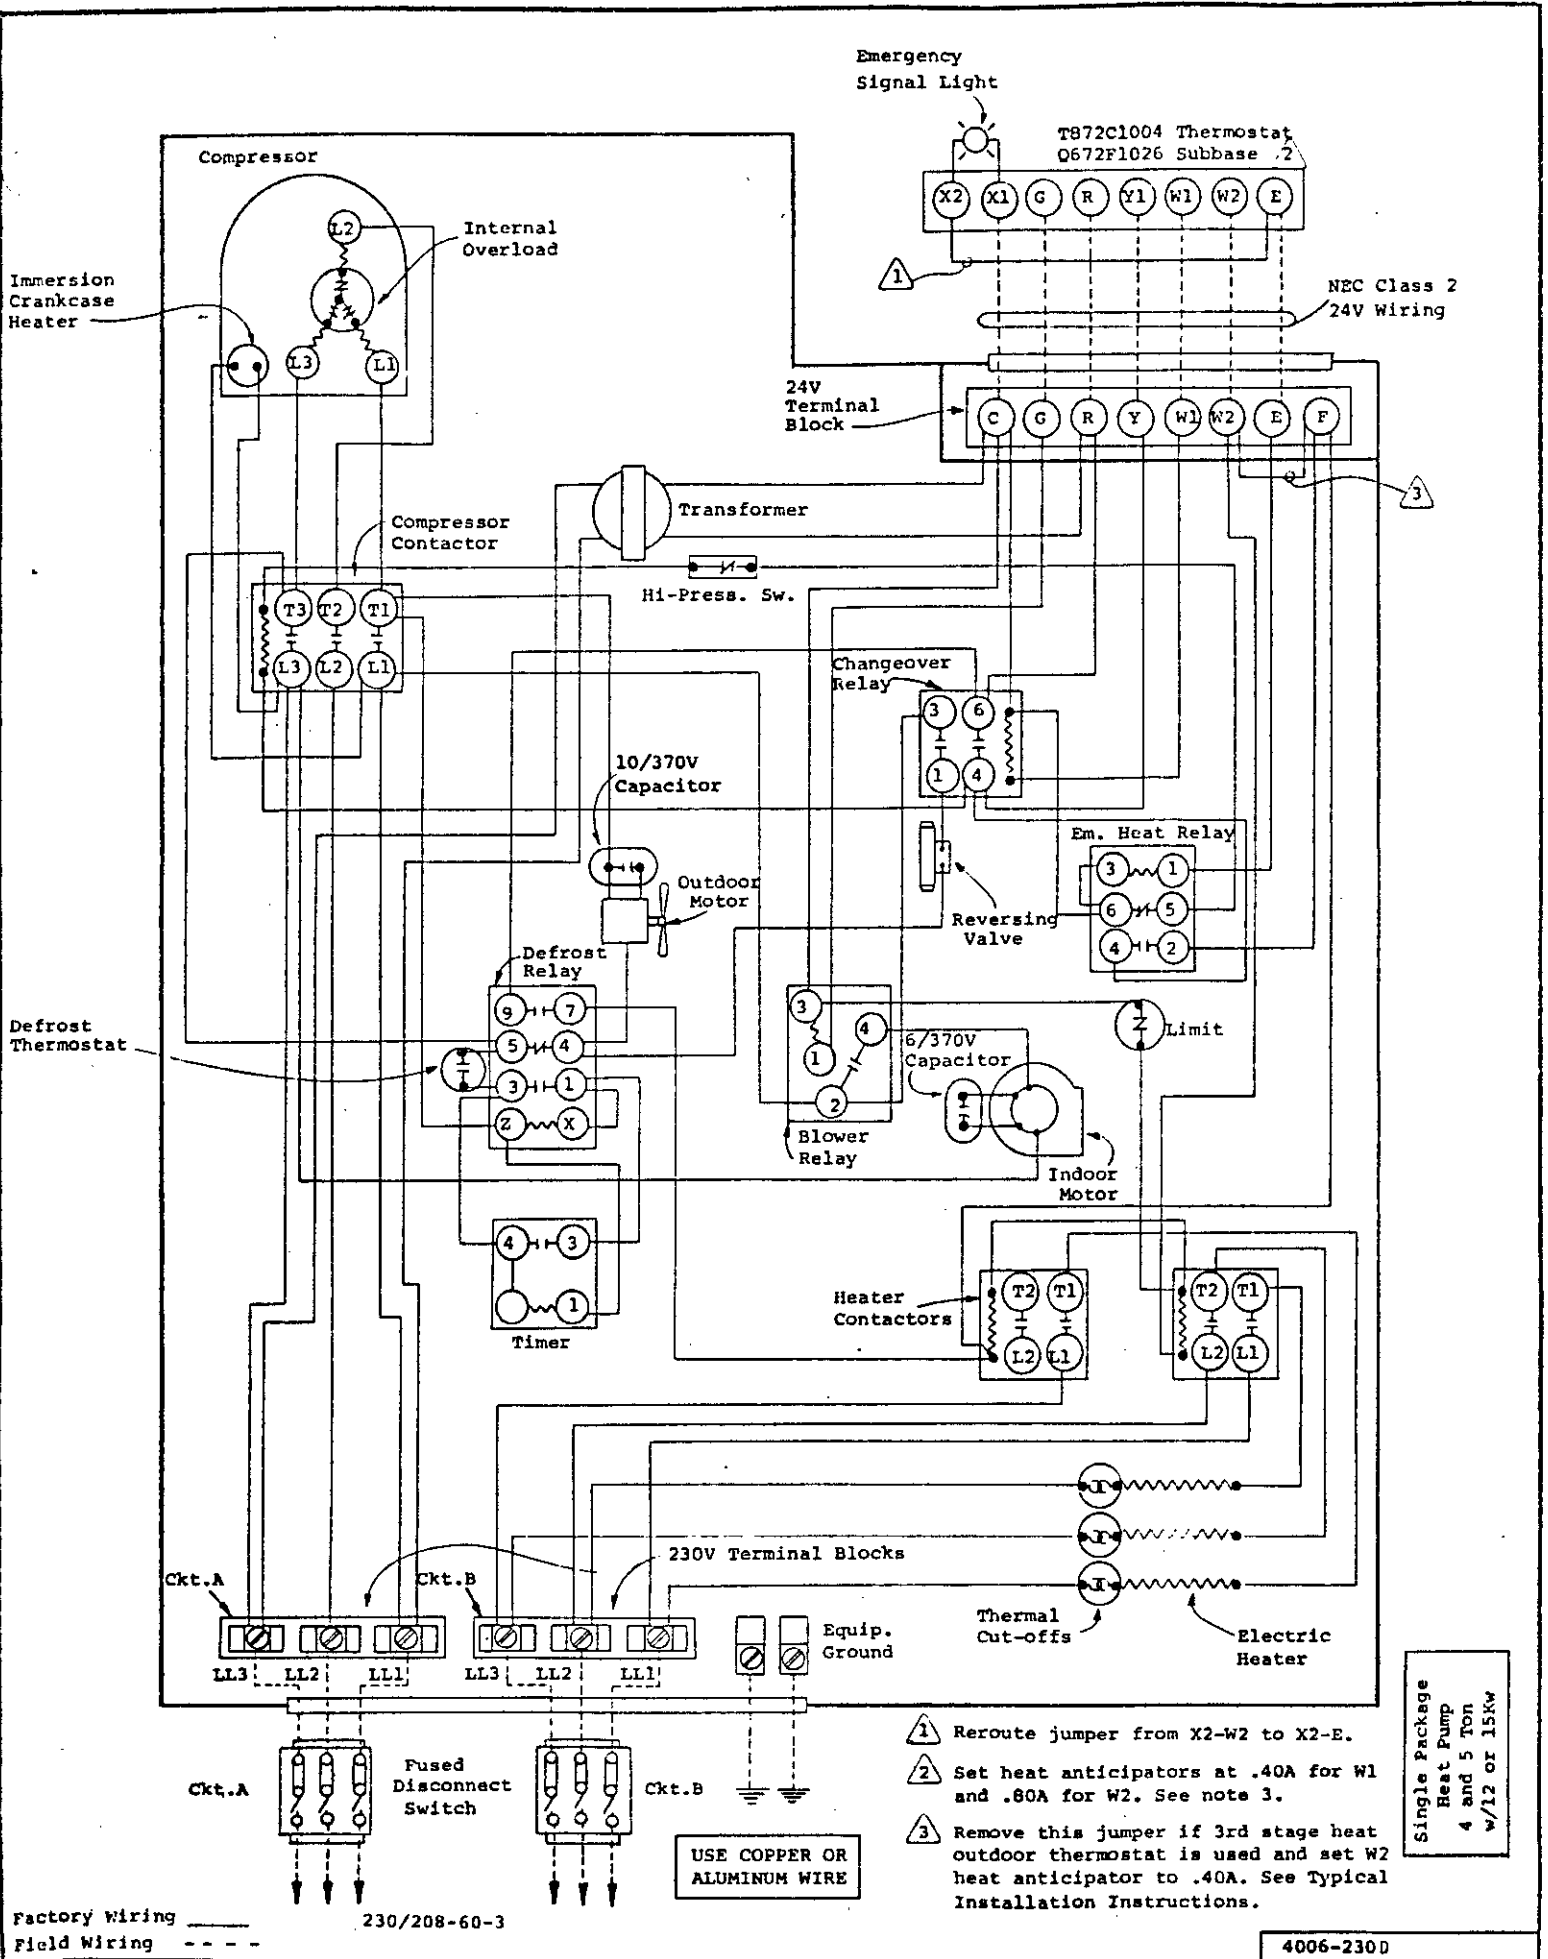 Emergency
Signal Light
T872C1004 Thermostat
Q672F1026 Subbase 2
X2 X1 G R Y1 W1 W2 E
1
NEC Class 2
24V Wiring
Compressor
L2
Internal
Overload
Immersion
Crankcase
Heater
L3 L1
24V
Terminal
Block
C G R Y W1 W2 E F
3
Transformer
Compressor
Contactor
Hi-Press. Sw.
T3 T2 T1
L3 L2 L1
Changeover
Relay
3 6
1 4
10/370V
Capacitor
Em. Heat Relay
3 1
6 5
4 2
Outdoor
Motor
Reversing
Valve
Defrost
Relay
9 7
5 4
3 1
Z X
Defrost
Thermostat
3
4
1
2
Limit
6/370V
Capacitor
Blower
Relay
Indoor
Motor
4 3
1
Timer
Heater
Contactors
T2 T1
L2 L1
T2 T1
L2 L1
230V Terminal Blocks
Ckt.A
Ckt.B
Thermal
Cut-offs
Electric
Heater
Equip.
Ground
LL3 LL2 LL1
LL3 LL2 LL1
Ckt.A
Fused
Disconnect
Switch
Ckt.B
1 Reroute jumper from X2-W2 to X2-E.
2 Set heat anticipators at .40A for W1
and .80A for W2. See note 3.
3 Remove this jumper if 3rd stage heat
outdoor thermostat is used and set W2
heat anticipator to .40A. See Typical
Installation Instructions.
USE COPPER OR
ALUMINUM WIRE
Single Package
Heat Pump
4 and 5 Ton
w/12 or 15Kw
Factory Wiring
Field Wiring
230/208-60-3
4006-230D